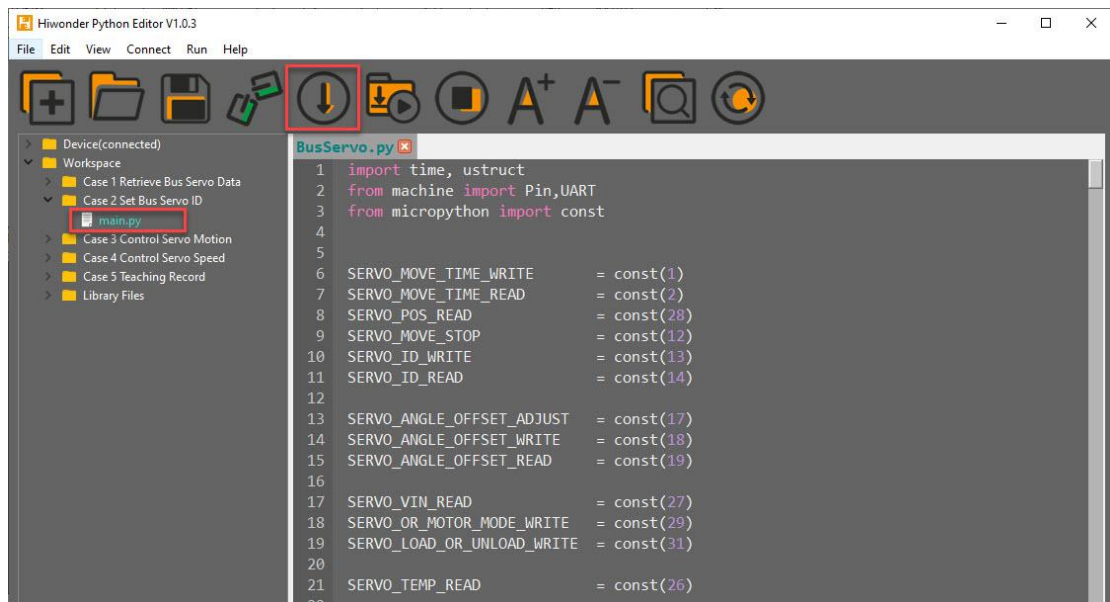 Hiwonder Python Editor V1.0.3
File Edit View Connect Run Help
A+ A-
Device(connected)
Workspace
Case 1 Retrieve Bus Servo Data
Case 2 Set Bus Servo ID
main.py
Case 3 Control Servo Motion
Case 4 Control Servo Speed
Case 5 Teaching Record
Library Files
BusServo.py
1 import time, ustruct
2 from machine import Pin,UART
3 from micropython import const
4
5
6 SERVO_MOVE_TIME_WRITE = const(1)
7 SERVO_MOVE_TIME_READ = const(2)
8 SERVO_POS_READ = const(28)
9 SERVO_MOVE_STOP = const(12)
10 SERVO_ID_WRITE = const(13)
11 SERVO_ID_READ = const(14)
12
13 SERVO_ANGLE_OFFSET_ADJUST = const(17)
14 SERVO_ANGLE_OFFSET_WRITE = const(18)
15 SERVO_ANGLE_OFFSET_READ = const(19)
16
17 SERVO_VIN_READ = const(27)
18 SERVO_OR_MOTOR_MODE_WRITE = const(29)
19 SERVO_LOAD_OR_UNLOAD_WRITE = const(31)
20
21 SERVO_TEMP_READ = const(26)